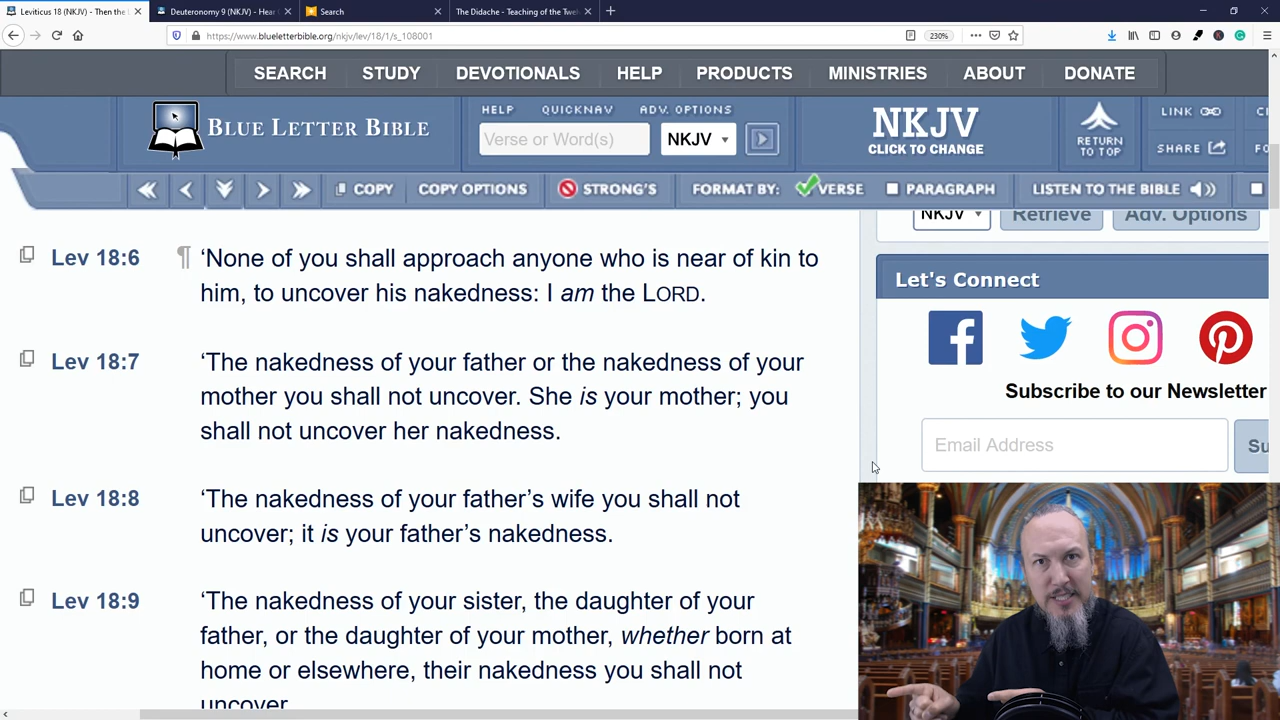 Leviticus 18 (NKJV) - Then the
Deuteronomy 9 (NKJV) - Hear
Search
The Didache - Teaching of the Twel
https://www.blueletterbible.org/nkjv/lev/18/1/s_108001
230%
SEARCH STUDY DEVOTIONALS HELP PRODUCTS MINISTRIES ABOUT DONATE
BLUE LETTER BIBLE
HELP QUICKNAV ADV. OPTIONS
Verse or Word(s) NKJV
NKJV
CLICK TO CHANGE
RETURN
TO TOP
LINK
SHARE
COPY COPY OPTIONS STRONG'S FORMAT BY: VERSE PARAGRAPH LISTEN TO THE BIBLE
Lev 18:6 ¶ ‘None of you shall approach anyone who is near of kin to
him, to uncover his nakedness: I am the LORD.
Lev 18:7 ‘The nakedness of your father or the nakedness of your
mother you shall not uncover. She is your mother; you
shall not uncover her nakedness.
Lev 18:8 ‘The nakedness of your father’s wife you shall not
uncover; it is your father’s nakedness.
Lev 18:9 ‘The nakedness of your sister, the daughter of your
father, or the daughter of your mother, whether born at
home or elsewhere, their nakedness you shall not
uncover.
NKJV Retrieve Adv. Options
Let's Connect
Subscribe to our Newsletter
Email Address Su